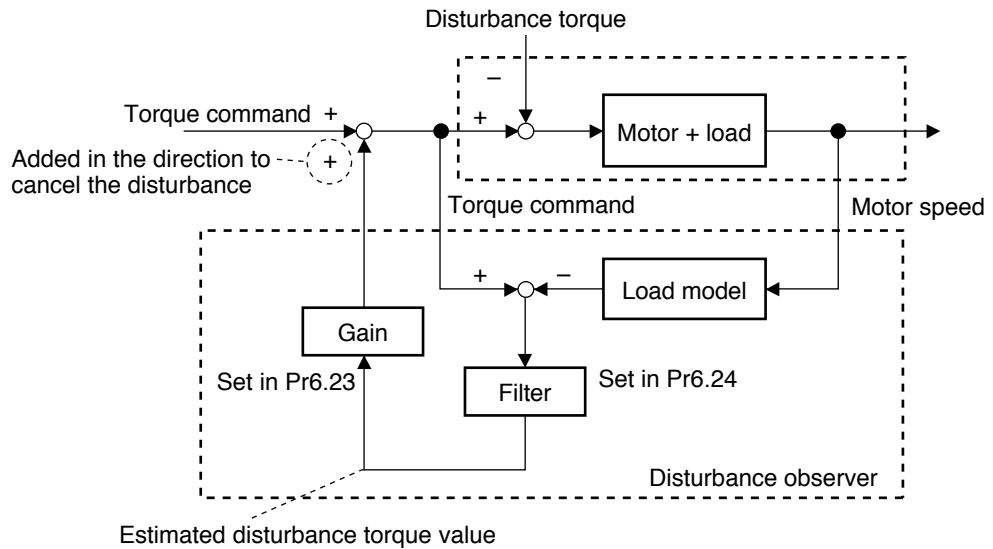 Disturbance torque
−
Torque command +
+
Motor + load
Added in the direction to
cancel the disturbance
+
Torque command
Motor speed
+
−
Load model
Gain
Set in Pr6.23
Filter
Set in Pr6.24
Disturbance observer
Estimated disturbance torque value